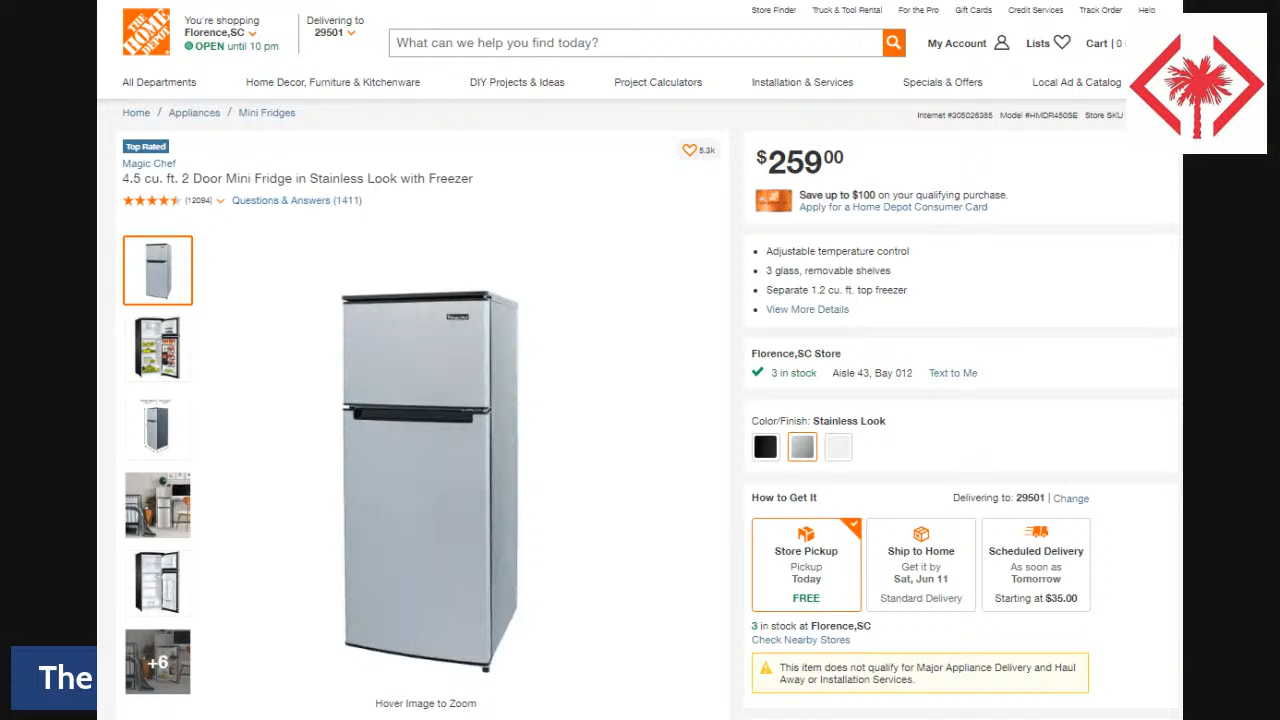 THE HOME DEPOT
You're shopping
Florence,SC
OPEN until 10 pm
Delivering to
29501
Store Finder
Truck & Tool Rental
For the Pro
Gift Cards
Credit Services
Track Order
Help
What can we help you find today?
My Account
Lists
Cart | 0
All Departments
Home Decor, Furniture & Kitchenware
DIY Projects & Ideas
Project Calculators
Installation & Services
Specials & Offers
Local Ad & Catalog
Home / Appliances / Mini Fridges
Internet #305026385 Model #HMDR450SE Store SKU
Top Rated
Magic Chef
4.5 cu. ft. 2 Door Mini Fridge in Stainless Look with Freezer
(12094)
Questions & Answers (1411)
5.3k
+6
Hover Image to Zoom
$259.00
Save up to $100 on your qualifying purchase.
Apply for a Home Depot Consumer Card
Adjustable temperature control
3 glass, removable shelves
Separate 1.2 cu. ft. top freezer
View More Details
Florence,SC Store
3 in stock Aisle 43, Bay 012 Text to Me
Color/Finish: Stainless Look
How to Get It
Delivering to: 29501 | Change
Store Pickup
Pickup
Today
FREE
Ship to Home
Get it by
Sat, Jun 11
Standard Delivery
Scheduled Delivery
As soon as
Tomorrow
Starting at $35.00
3 in stock at Florence,SC
Check Nearby Stores
This item does not qualify for Major Appliance Delivery and Haul
Away or Installation Services.
The